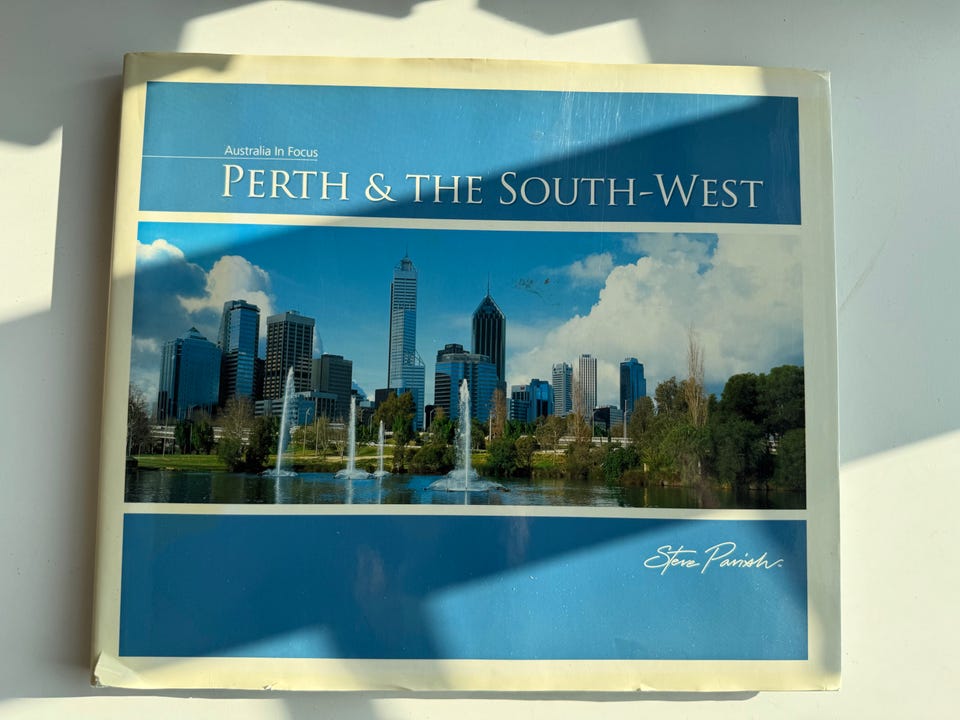 Australia In Focus
PERTH & THE SOUTH-WEST
Steve Parish